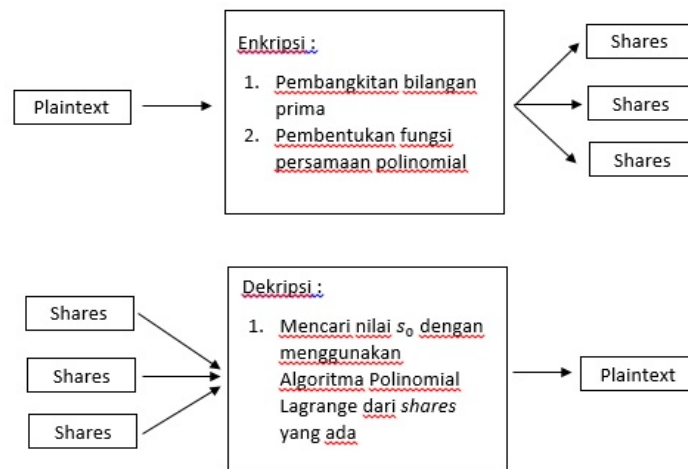 Enkripsi :
Shares
1. Pembangkitan bilangan
prima
Plaintext
Shares
2. Pembentukan fungsi
persamaan polinomial
Shares
Dekripsi :
Shares
1. Mencari nilai s₀ dengan
menggunakan
Shares
Algoritma Polinomial
Plaintext
Lagrange dari shares
Shares
yang ada